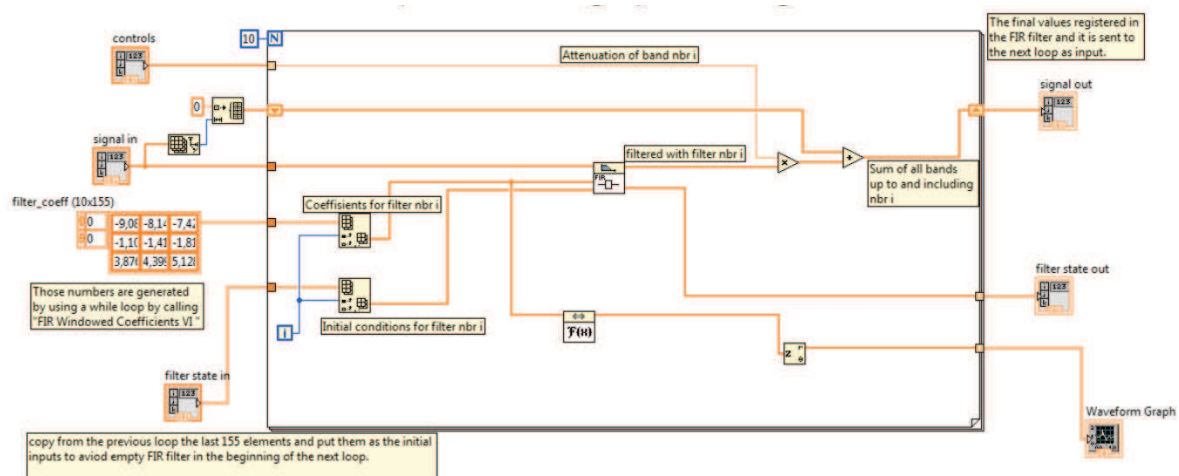 controls
10
N
Attenuation of band nbr i
The final values registered in
the FIR filter and it is sent to
the next loop as input.
signal out
0
signal in
filtered with filter nbr i
FIR
Sum of all bands
up to and including
nbr i
filter_coeff (10x155)
0
0
-9,08
-8,14
-7,42
-1,10
-1,41
-1,81
3,876
4,399
5,128
Coeffisients for filter nbr i
Those numbers are generated
by using a while loop by calling
"FIR Windowed Coefficients VI "
i
Initial conditions for filter nbr i
F(x)
z
r
θ
filter state out
filter state in
Waveform Graph
copy from the previous loop the last 155 elements and put them as the initial
inputs to aviod empty FIR filter in the beginning of the next loop.